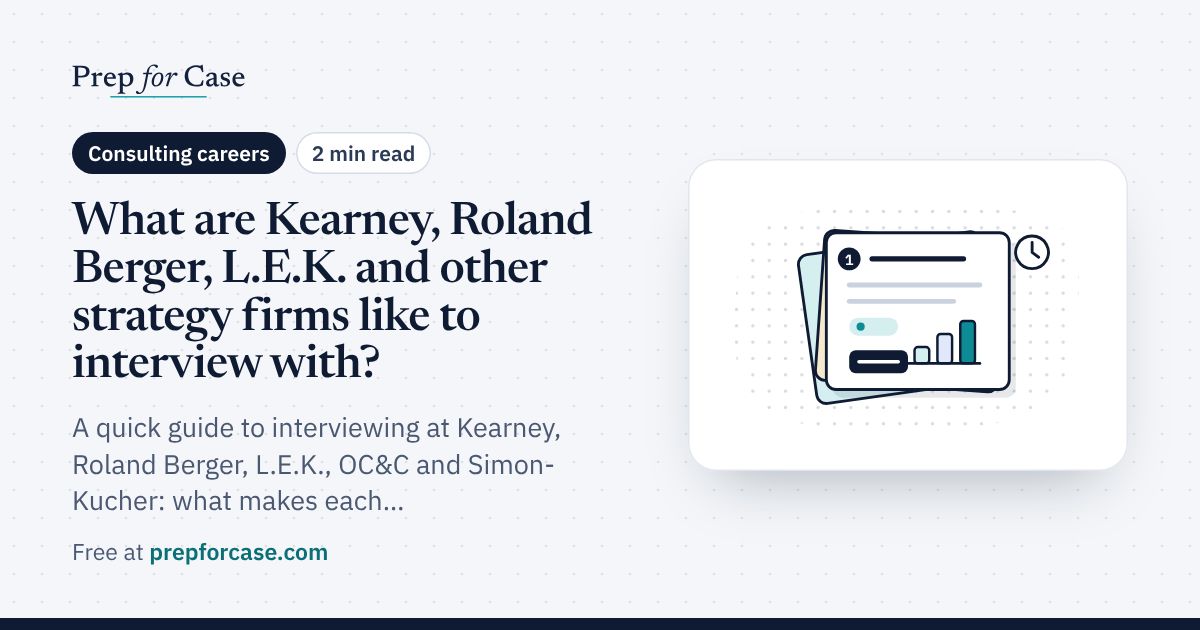 Prep for Case
Consulting careers
2 min read
What are Kearney, Roland
Berger, L.E.K. and other
strategy firms like to
interview with?
A quick guide to interviewing at Kearney,
Roland Berger, L.E.K., OC&C and Simon-
Kucher: what makes each...
Free at prepforcase.com
1